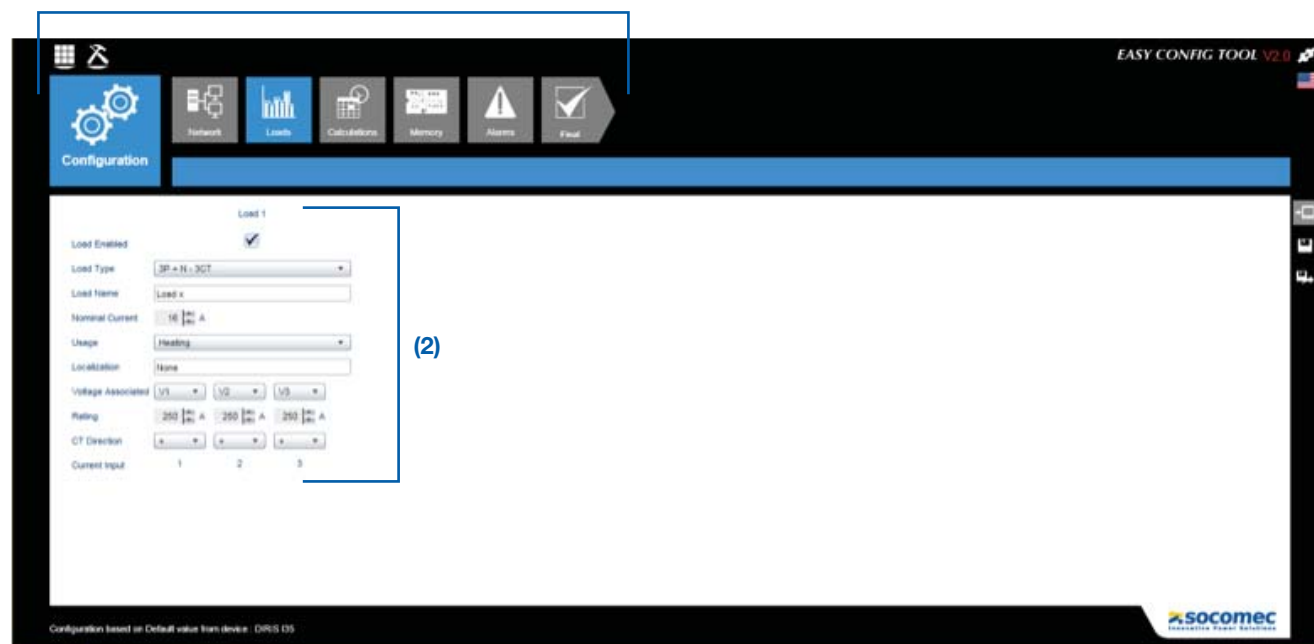 EASY CONFIG TOOL V2.0
Network
Loads
Calculations
Memory
Alarms
Final
Configuration
Load 1
Load Enabled
Load Type 3P + N - 3CT
Load Name Load x
Nominal Current 16 A
Usage Heating
(2)
Localization None
Voltage Associated V1 V2 V3
Rating 250 A 250 A 250 A
CT Direction + + +
Current Input 1 2 3
socomec
Innovative Power Solutions
Configuration based on Default value from device : DIRIS I35